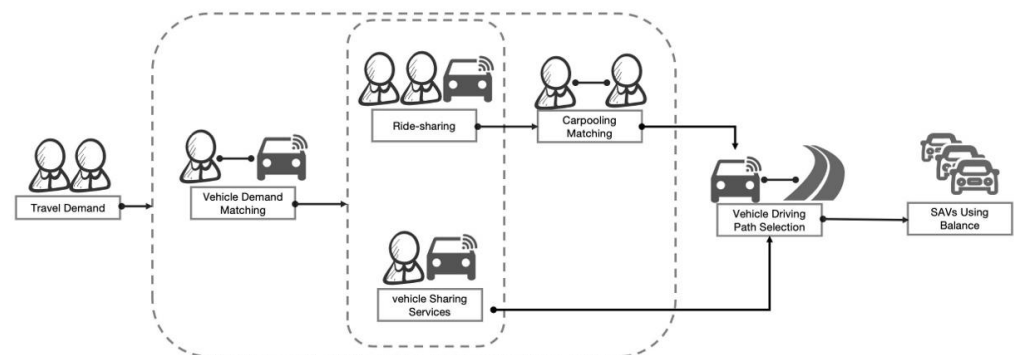 Travel Demand
Vehicle Demand
Matching
Ride-sharing
vehicle Sharing
Services
Carpooling
Matching
Vehicle Driving
Path Selection
SAVs Using
Balance